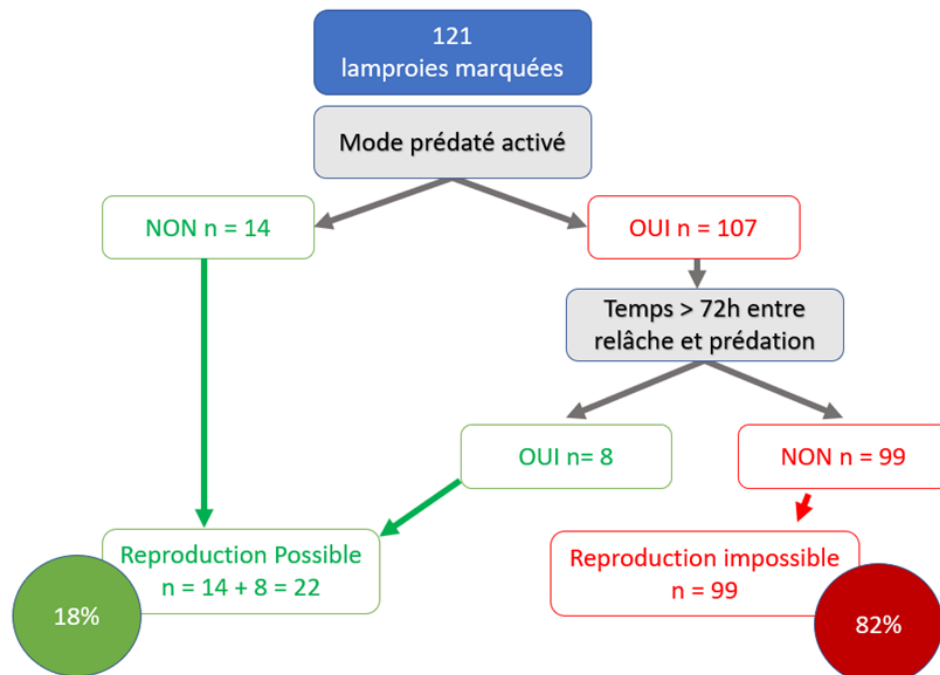 121
lamproies marquées
Mode prédaté activé
NON n = 14
OUI n = 107
Temps > 72h entre
relâche et prédation
OUI n= 8
NON n = 99
Reproduction Possible
n = 14 + 8 = 22
Reproduction impossible
n = 99
18%
82%